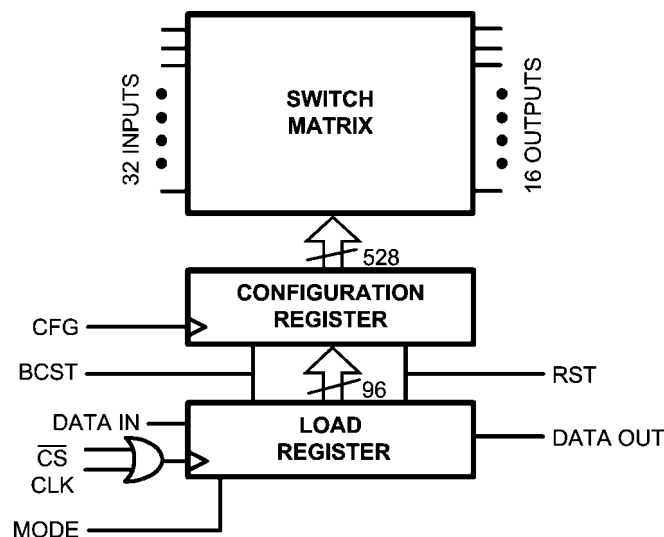 SWITCH
MATRIX
32 INPUTS
16 OUTPUTS
528
CONFIGURATION
REGISTER
CFG
BCST
RST
96
DATA IN
LOAD
REGISTER
DATA OUT
CS
CLK
MODE